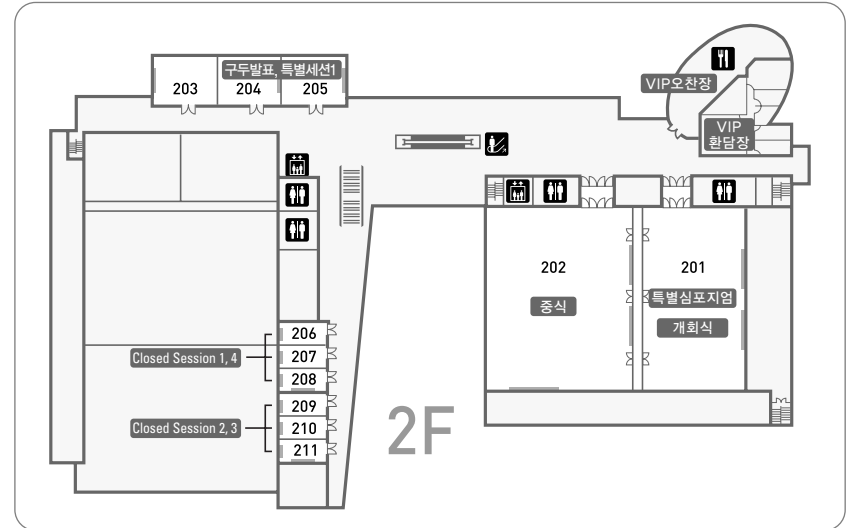 구두발표, 특별세션1
203
204
205
VIP오찬장
VIP
환담장
202
중식
201
특별심포지엄
개회식
206
Closed Session 1, 4
207
208
209
Closed Session 2, 3
210
211
2F